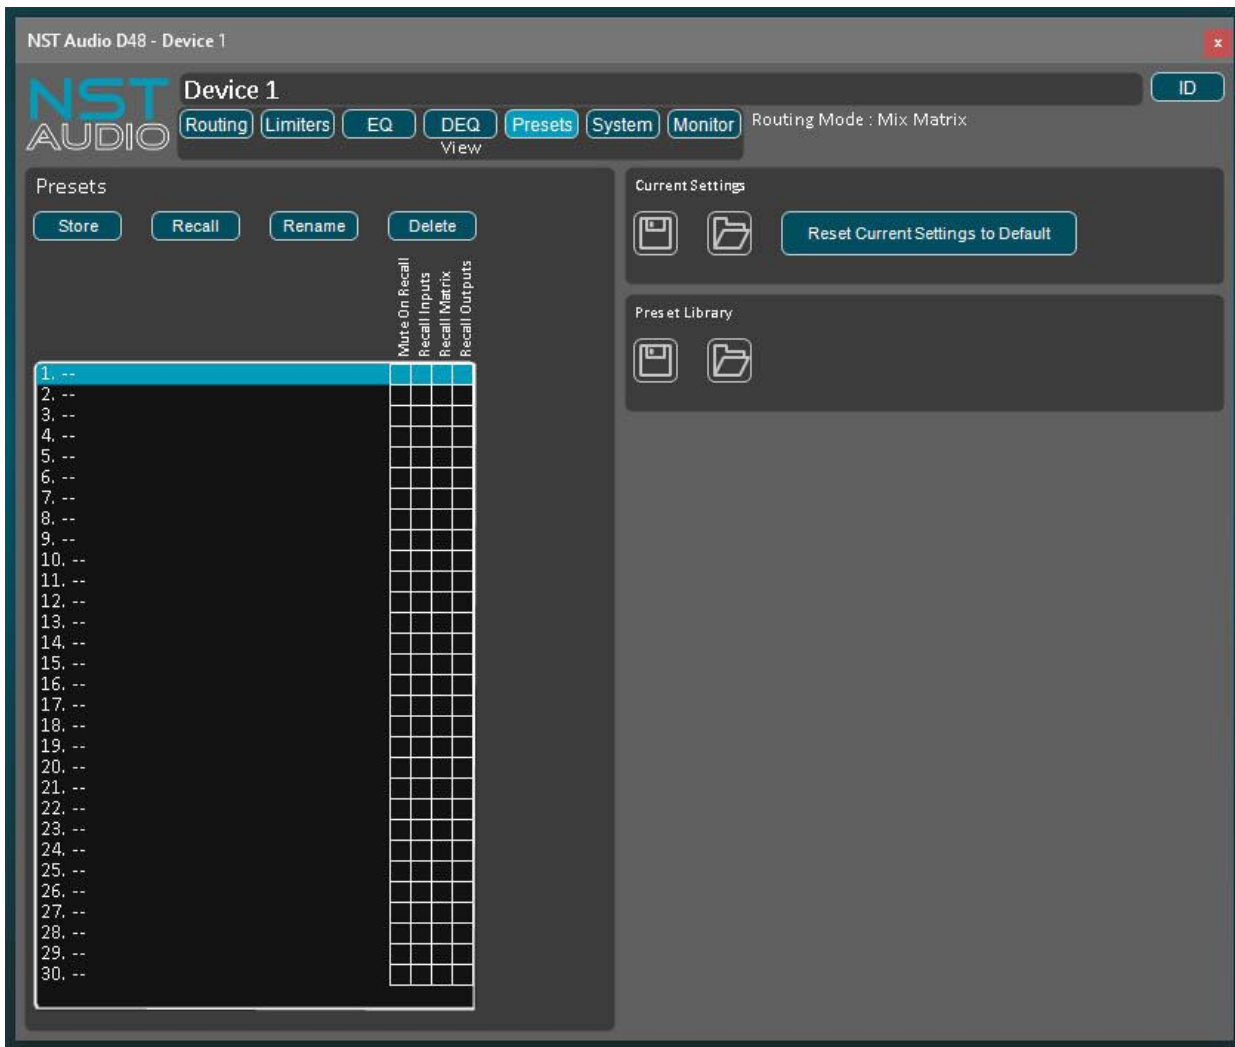 NST Audio D48 - Device 1
x
NST
AUDIO
Device 1
ID
Routing Limiters EQ DEQ Presets System Monitor
View
Routing Mode : Mix Matrix
Presets
Store Recall Rename Delete
Mute On Recall
Recall Inputs
Recall Matrix
Recall Outputs
1. --
2. --
3. --
4. --
5. --
6. --
7. --
8. --
9. --
10. --
11. --
12. --
13. --
14. --
15. --
16. --
17. --
18. --
19. --
20. --
21. --
22. --
23. --
24. --
25. --
26. --
27. --
28. --
29. --
30. --
Current Settings
Reset Current Settings to Default
Preset Library